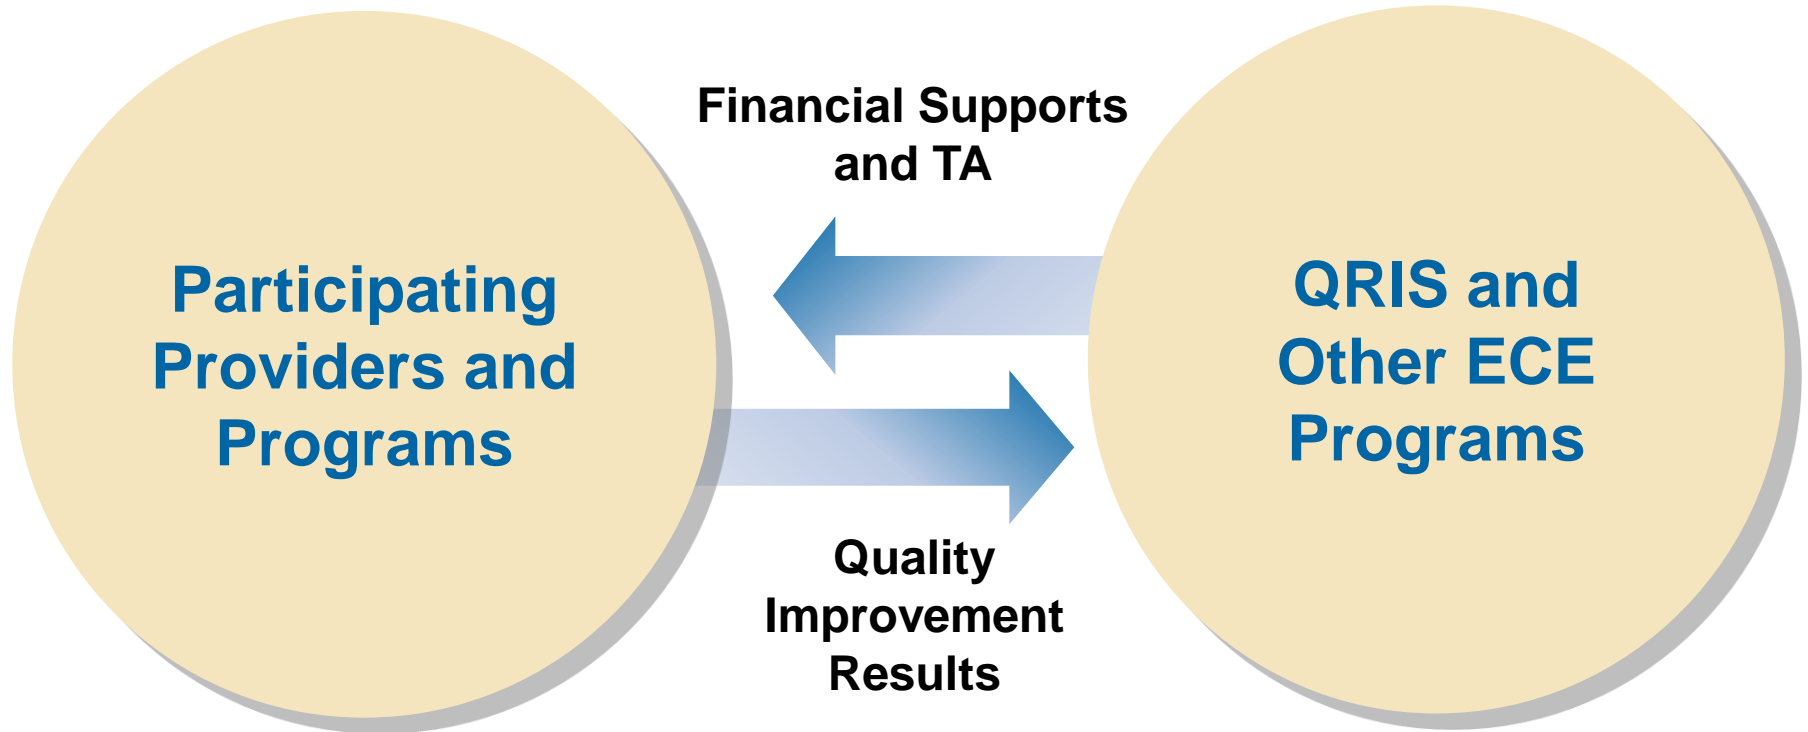 Participating
Providers and
Programs
Financial Supports
and TA
Quality
Improvement
Results
QRIS and
Other ECE
Programs